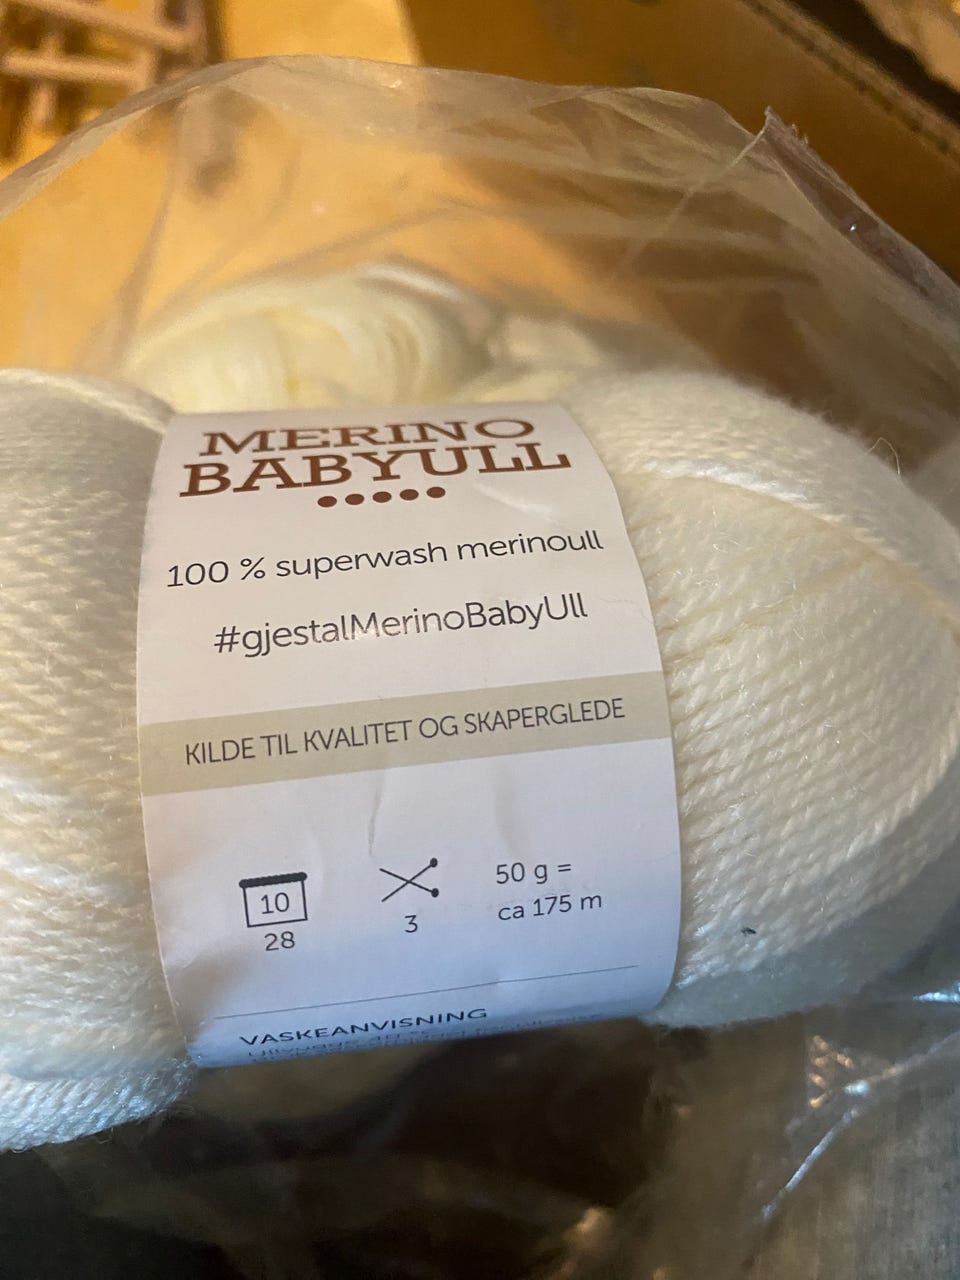 MERINO
BABYULL
100 % superwash merinoull
#gjestalMerinoBabyUll
KILDE TIL KVALITET OG SKAPERGLEDE
10
28
3
50 g =
ca 175 m
VASKEANVISNING